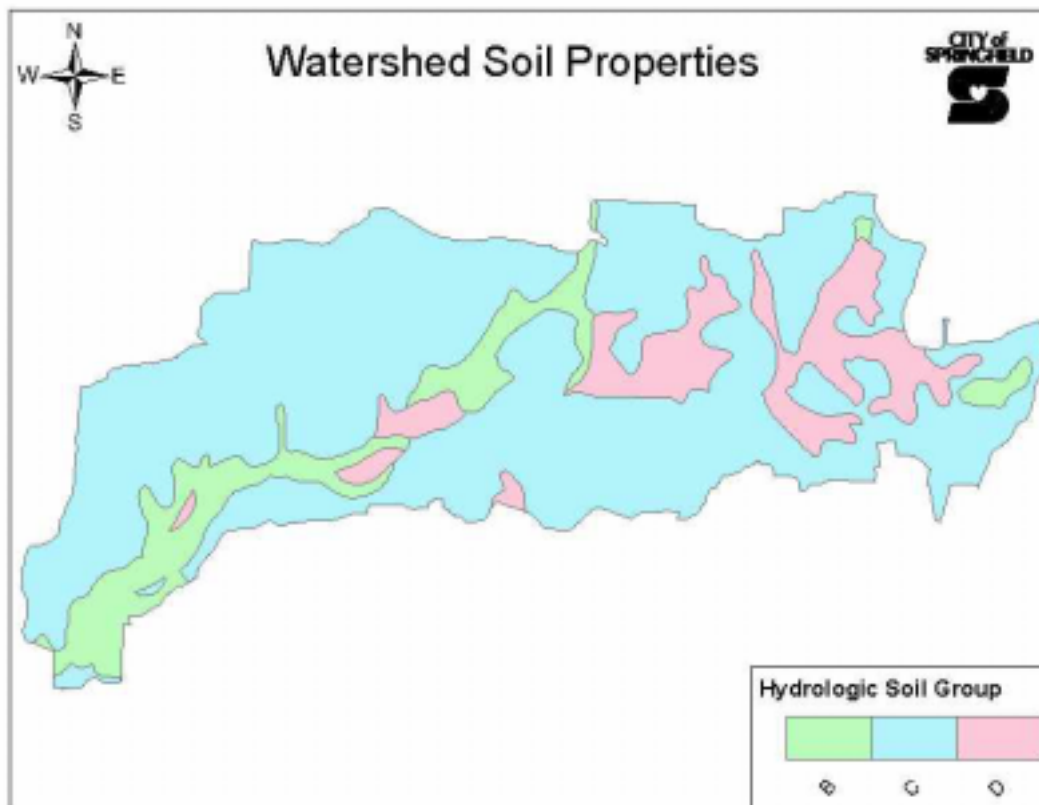 N
W E
S
Watershed Soil Properties
CITY of
SPRINGFIELD
Hydrologic Soil Group
B C D